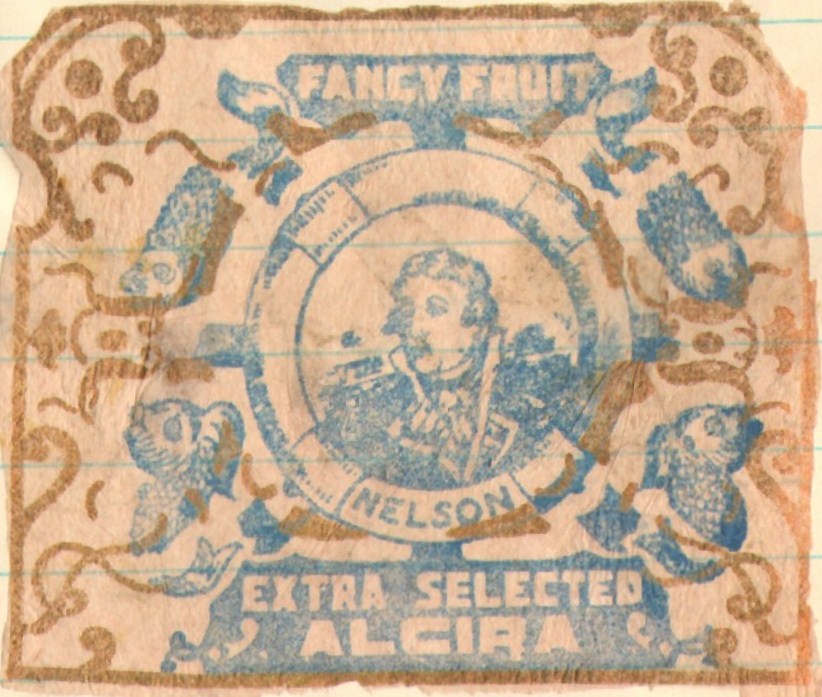 FANCY FRUIT
NELSON
EXTRA SELECTED
ALCIRA